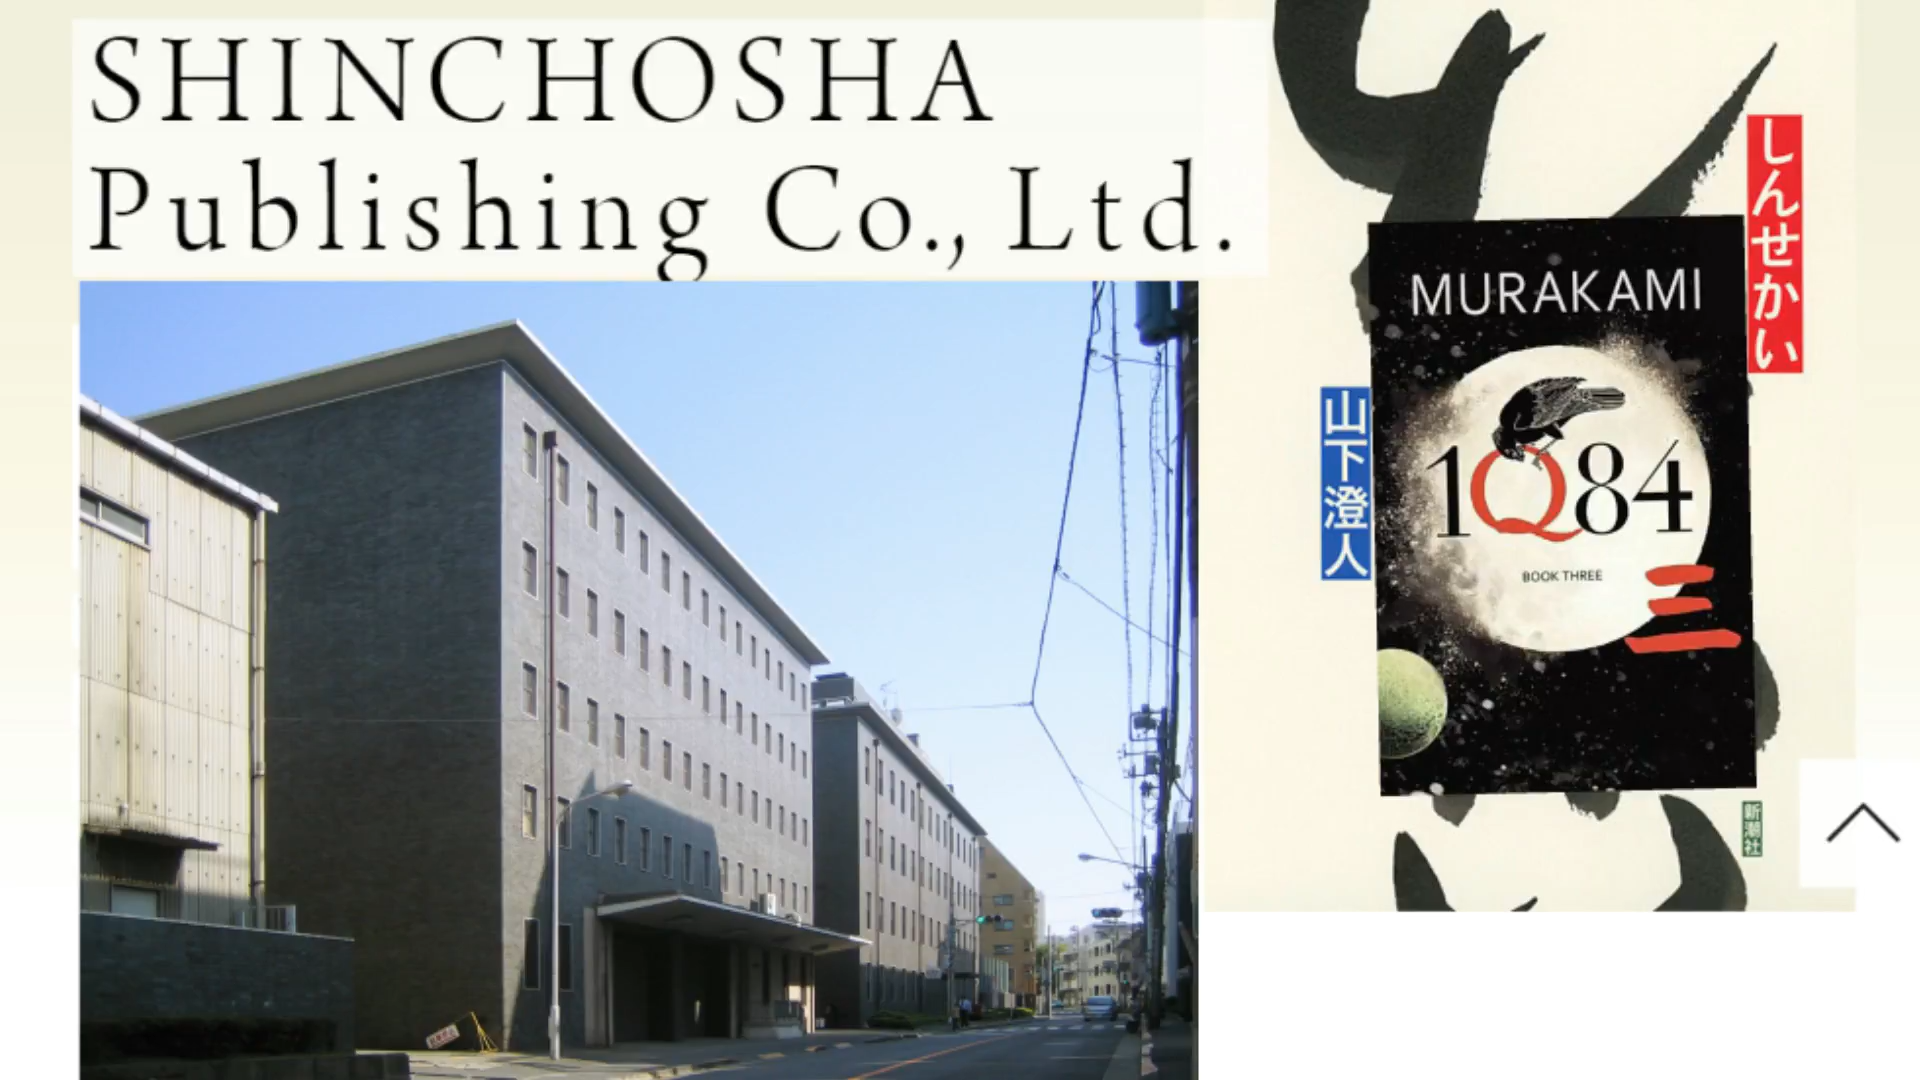 SHINCHOSHA
Publishing Co., Ltd.
しんせかい
MURAKAMI
山下澄人
1Q84
BOOK THREE
三
新潮社